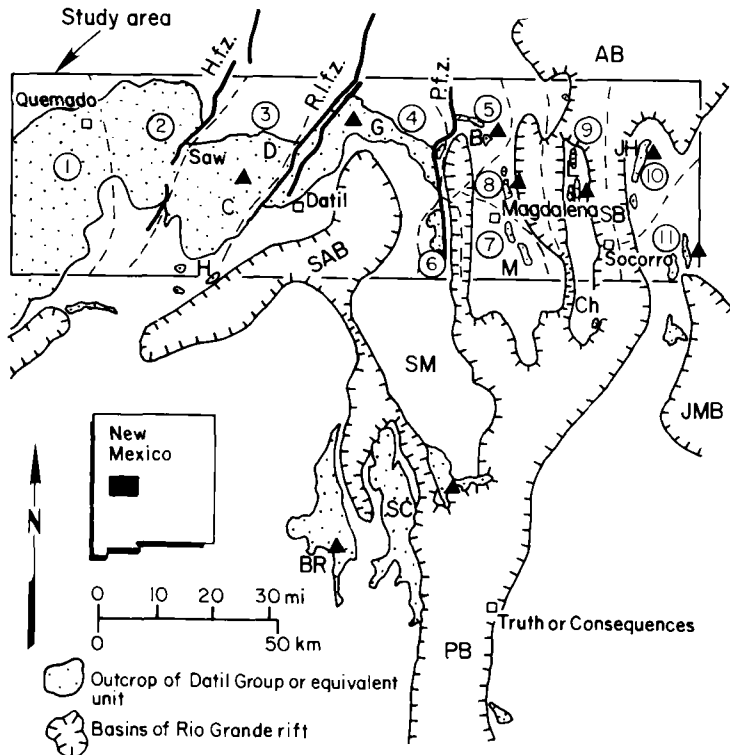 Study area
AB
H.f.z.
R.l.f.z.
P.f.z.
Quemado
1
2
3
4
5
9
Saw
D
G
B
JH
10
C
Datil
8
Magdalena
SB
11
6
7
M
Socorro
H
SAB
Ch
SM
JMB
New
Mexico
N
SC
BR
0 10 20 30 mi
0 50 km
Truth or Consequences
PB
Outcrop of Datil Group or equivalent
unit
Basins of Rio Grande rift